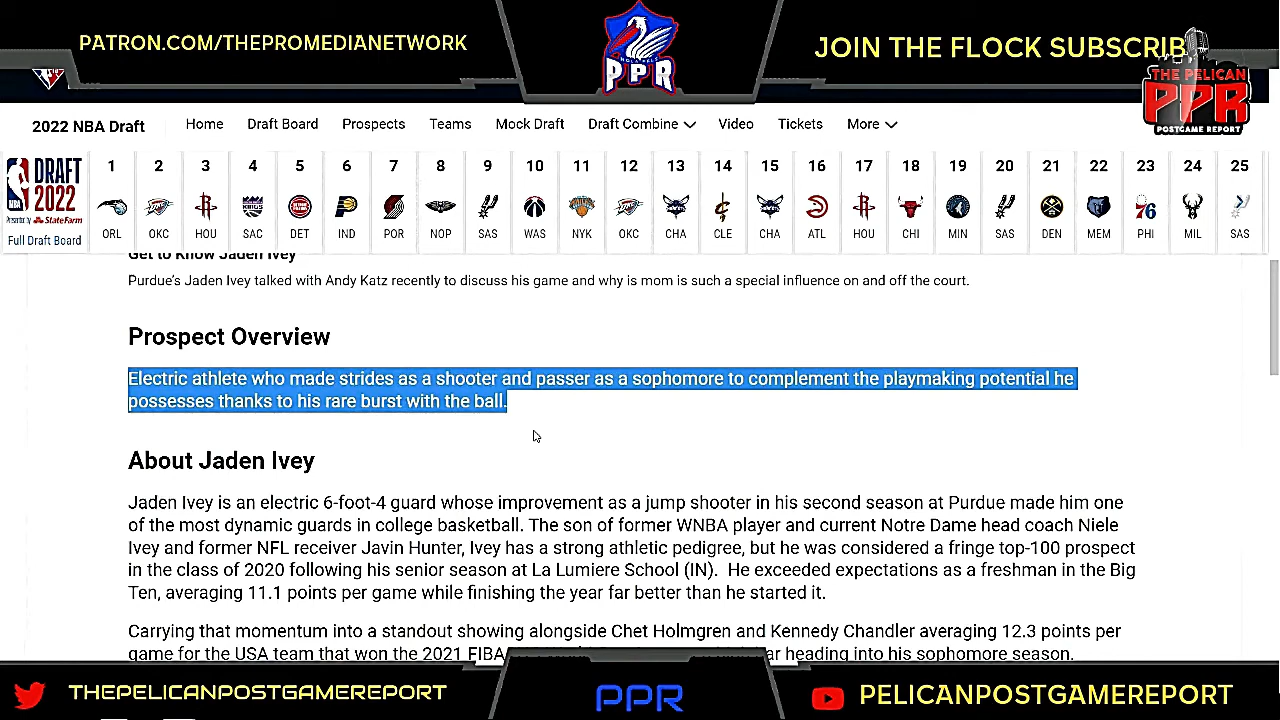 PATRON.COM/THEPROMEDIANETWORK
PPR
JOIN THE FLOCK SUBSCRIB
THE PELICAN
PPR
POSTGAME REPORT
2022 NBA Draft
Home
Draft Board
Prospects
Teams
Mock Draft
Draft Combine
Video
Tickets
More
DRAFT
2022
Presented by StateFarm
Full Draft Board
1 2 3 4 5 6 7 8 9 10 11 12 13 14 15 16 17 18 19 20 21 22 23 24 25
ORL OKC HOU SAC DET IND POR NOP SAS WAS NYK OKC CHA CLE CHA ATL HOU CHI MIN SAS DEN MEM PHI MIL SAS
Get to Know Jaden Ivey
Purdue's Jaden Ivey talked with Andy Katz recently to discuss his game and why is mom is such a special influence on and off the court.
Prospect Overview
Electric athlete who made strides as a shooter and passer as a sophomore to complement the playmaking potential he
possesses thanks to his rare burst with the ball.
About Jaden Ivey
Jaden Ivey is an electric 6-foot-4 guard whose improvement as a jump shooter in his second season at Purdue made him one
of the most dynamic guards in college basketball. The son of former WNBA player and current Notre Dame head coach Niele
Ivey and former NFL receiver Javin Hunter, Ivey has a strong athletic pedigree, but he was considered a fringe top-100 prospect
in the class of 2020 following his senior season at La Lumiere School (IN). He exceeded expectations as a freshman in the Big
Ten, averaging 11.1 points per game while finishing the year far better than he started it.
Carrying that momentum into a standout showing alongside Chet Holmgren and Kennedy Chandler averaging 12.3 points per
game for the USA team that won the 2021 FIBA heading into his sophomore season.
THEPELICANPOSTGAMEREPORT
PPR
PELICANPOSTGAMEREPORT